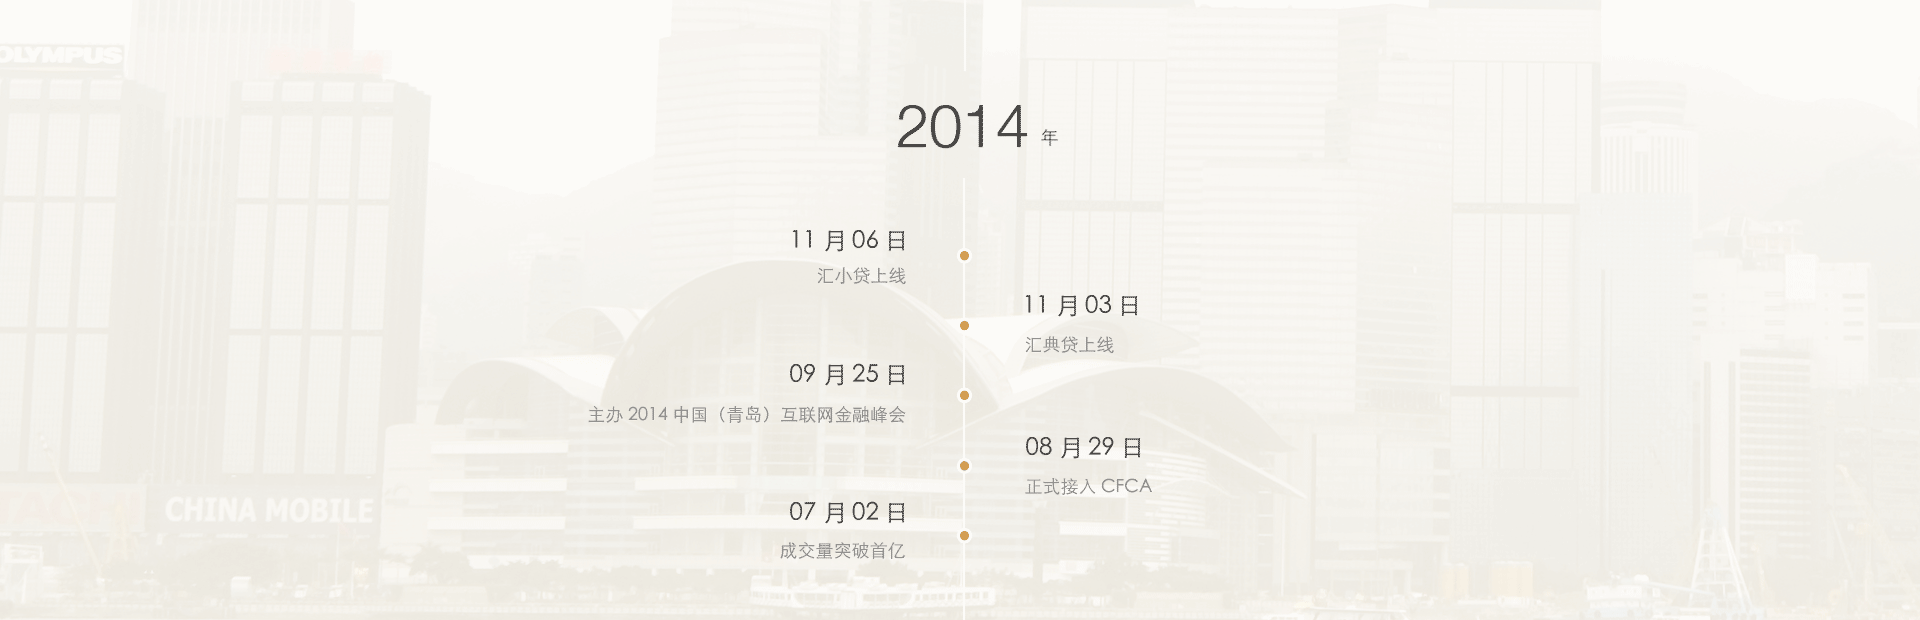 OLYMPUS
2014 年
11 月 06 日
汇小贷上线
11 月 03 日
汇典贷上线
09 月 25 日
主办 2014 中国（青岛）互联网金融峰会
08 月 29 日
正式接入 CFCA
07 月 02 日
成交量突破首亿
CHINA MOBILE